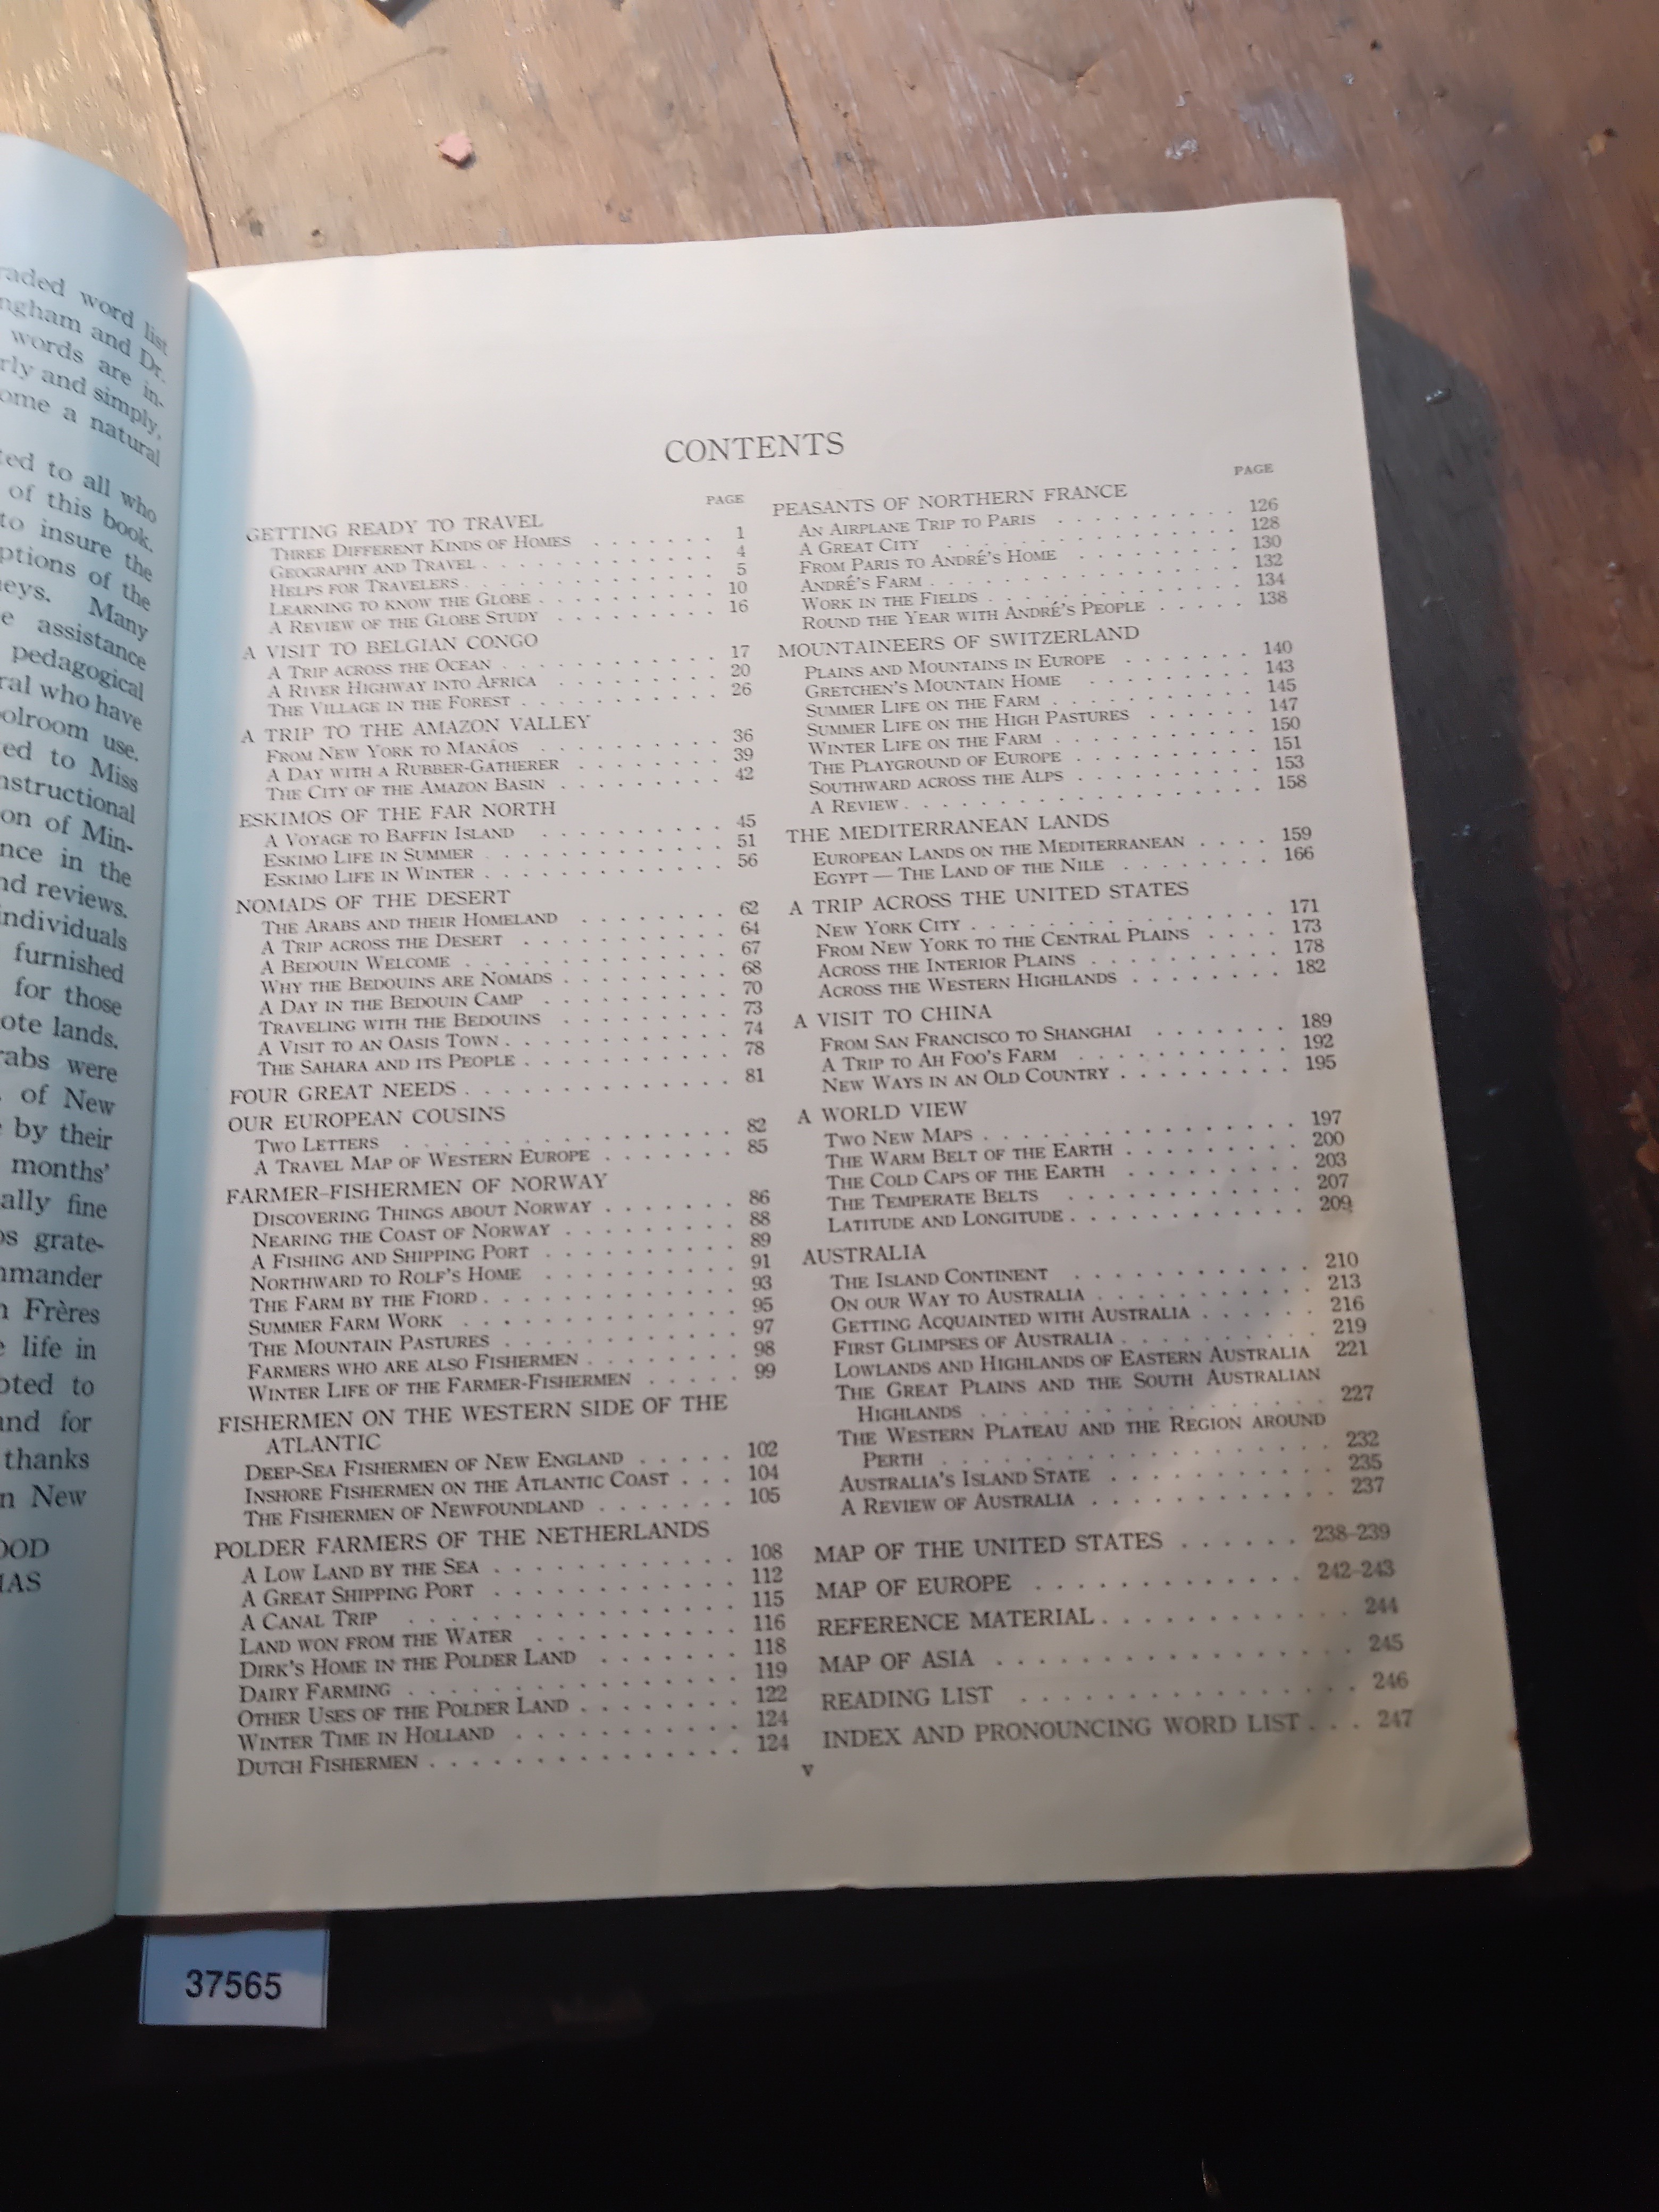 raded word list
ngham and Dr.
words are in-
rly and simply,
ome a natural
ted to all who
of this book.
to insure the
ptions of the
eys. Many
e assistance
pedagogical
ral who have
olroom use.
ed to Miss
nstructional
on of Min-
nce in the
nd reviews.
individuals
furnished
for those
ote lands.
rabs were
of New
by their
months'
ally fine
os grate-
mmander
n Frères
life in
oted to
and for
thanks
n New
OOD
IAS
CONTENTS
PAGE
GETTING READY TO TRAVEL
THREE DIFFERENT KINDS OF HOMES . . . . . . . 1
GEOGRAPHY AND TRAVEL . . . . . . . . . . . 4
HELPS FOR TRAVELERS . . . . . . . . . . . . 5
LEARNING TO KNOW THE GLOBE . . . . . . . . . 10
A REVIEW OF THE GLOBE STUDY . . . . . . . . 16
A VISIT TO BELGIAN CONGO
A TRIP ACROSS THE OCEAN . . . . . . . . . . 17
A RIVER HIGHWAY INTO AFRICA . . . . . . . . 20
THE VILLAGE IN THE FOREST . . . . . . . . . 26
A TRIP TO THE AMAZON VALLEY
FROM NEW YORK TO MANÁOS . . . . . . . . . 36
A DAY WITH A RUBBER-GATHERER . . . . . . . 39
THE CITY OF THE AMAZON BASIN . . . . . . . . 42
ESKIMOS OF THE FAR NORTH
A VOYAGE TO BAFFIN ISLAND . . . . . . . . . 45
ESKIMO LIFE IN SUMMER . . . . . . . . . . . 51
ESKIMO LIFE IN WINTER . . . . . . . . . . . 56
NOMADS OF THE DESERT
THE ARABS AND THEIR HOMELAND . . . . . . . . 62
A TRIP ACROSS THE DESERT . . . . . . . . . . 64
A BEDOUIN WELCOME . . . . . . . . . . . . 67
WHY THE BEDOUINS ARE NOMADS . . . . . . . . 68
A DAY IN THE BEDOUIN CAMP . . . . . . . . . 70
TRAVELING WITH THE BEDOUINS . . . . . . . . 73
A VISIT TO AN OASIS TOWN . . . . . . . . . . 74
THE SAHARA AND ITS PEOPLE . . . . . . . . . . 78
FOUR GREAT NEEDS . . . . . . . . . . . . . 81
OUR EUROPEAN COUSINS
TWO LETTERS . . . . . . . . . . . . . . . 82
A TRAVEL MAP OF WESTERN EUROPE . . . . . . . 85
FARMER-FISHERMEN OF NORWAY
DISCOVERING THINGS ABOUT NORWAY . . . . . . . 86
NEARING THE COAST OF NORWAY . . . . . . . . 88
A FISHING AND SHIPPING PORT . . . . . . . . . 89
NORTHWARD TO ROLF'S HOME . . . . . . . . . 91
THE FARM BY THE FIORD . . . . . . . . . . . 93
SUMMER FARM WORK . . . . . . . . . . . . 95
THE MOUNTAIN PASTURES . . . . . . . . . . . 97
FARMERS WHO ARE ALSO FISHERMEN . . . . . . . 98
WINTER LIFE OF THE FARMER-FISHERMEN . . . . . 99
FISHERMEN ON THE WESTERN SIDE OF THE
ATLANTIC
DEEP-SEA FISHERMEN OF NEW ENGLAND . . . . . 102
INSHORE FISHERMEN ON THE ATLANTIC COAST . . . 104
THE FISHERMEN OF NEWFOUNDLAND . . . . . . . 105
POLDER FARMERS OF THE NETHERLANDS
A LOW LAND BY THE SEA . . . . . . . . . . . 108
A GREAT SHIPPING PORT . . . . . . . . . . . 112
A CANAL TRIP . . . . . . . . . . . . . . . 115
LAND WON FROM THE WATER . . . . . . . . . . 116
DIRK'S HOME IN THE POLDER LAND . . . . . . . 118
DAIRY FARMING . . . . . . . . . . . . . . 119
OTHER USES OF THE POLDER LAND . . . . . . . . 122
WINTER TIME IN HOLLAND . . . . . . . . . . 124
DUTCH FISHERMEN . . . . . . . . . . . . . . 124
PAGE
PEASANTS OF NORTHERN FRANCE
AN AIRPLANE TRIP TO PARIS . . . . . . . . . . 126
A GREAT CITY . . . . . . . . . . . . . . . 128
FROM PARIS TO ANDRÉ'S HOME . . . . . . . . . 130
ANDRÉ'S FARM . . . . . . . . . . . . . . . 132
WORK IN THE FIELDS . . . . . . . . . . . . . 134
ROUND THE YEAR WITH ANDRÉ'S PEOPLE . . . . . 138
MOUNTAINEERS OF SWITZERLAND
PLAINS AND MOUNTAINS IN EUROPE . . . . . . . 140
GRETCHEN'S MOUNTAIN HOME . . . . . . . . . 143
SUMMER LIFE ON THE FARM . . . . . . . . . . 145
SUMMER LIFE ON THE HIGH PASTURES . . . . . . 147
WINTER LIFE ON THE FARM . . . . . . . . . . 150
THE PLAYGROUND OF EUROPE . . . . . . . . . . 151
SOUTHWARD ACROSS THE ALPS . . . . . . . . . 153
A REVIEW . . . . . . . . . . . . . . . . . 158
THE MEDITERRANEAN LANDS
EUROPEAN LANDS ON THE MEDITERRANEAN . . . . 159
EGYPT — THE LAND OF THE NILE . . . . . . . 166
A TRIP ACROSS THE UNITED STATES
NEW YORK CITY . . . . . . . . . . . . . . 171
FROM NEW YORK TO THE CENTRAL PLAINS . . . . 173
ACROSS THE INTERIOR PLAINS . . . . . . . . . 178
ACROSS THE WESTERN HIGHLANDS . . . . . . . . 182
A VISIT TO CHINA
FROM SAN FRANCISCO TO SHANGHAI . . . . . . . 189
A TRIP TO AH FOO'S FARM . . . . . . . . . . 192
NEW WAYS IN AN OLD COUNTRY . . . . . . . . . 195
A WORLD VIEW
TWO NEW MAPS . . . . . . . . . . . . . . 197
THE WARM BELT OF THE EARTH . . . . . . . . . 200
THE COLD CAPS OF THE EARTH . . . . . . . . . 203
THE TEMPERATE BELTS . . . . . . . . . . . . 207
LATITUDE AND LONGITUDE . . . . . . . . . . . 209
AUSTRALIA
THE ISLAND CONTINENT . . . . . . . . . . . 210
ON OUR WAY TO AUSTRALIA . . . . . . . . . . 213
GETTING ACQUAINTED WITH AUSTRALIA . . . . . . 216
FIRST GLIMPSES OF AUSTRALIA . . . . . . . . . 219
LOWLANDS AND HIGHLANDS OF EASTERN AUSTRALIA 221
THE GREAT PLAINS AND THE SOUTH AUSTRALIAN
HIGHLANDS . . . . . . . . . . . . . . 227
THE WESTERN PLATEAU AND THE REGION AROUND
PERTH . . . . . . . . . . . . . . . . 232
AUSTRALIA'S ISLAND STATE . . . . . . . . . . 235
A REVIEW OF AUSTRALIA . . . . . . . . . . . 237
MAP OF THE UNITED STATES . . . . . . 238–239
MAP OF EUROPE . . . . . . . . . . . . 242–243
REFERENCE MATERIAL . . . . . . . . . . . . 244
MAP OF ASIA . . . . . . . . . . . . . . . . 245
READING LIST . . . . . . . . . . . . . . . 246
INDEX AND PRONOUNCING WORD LIST . . . 247
v
37565